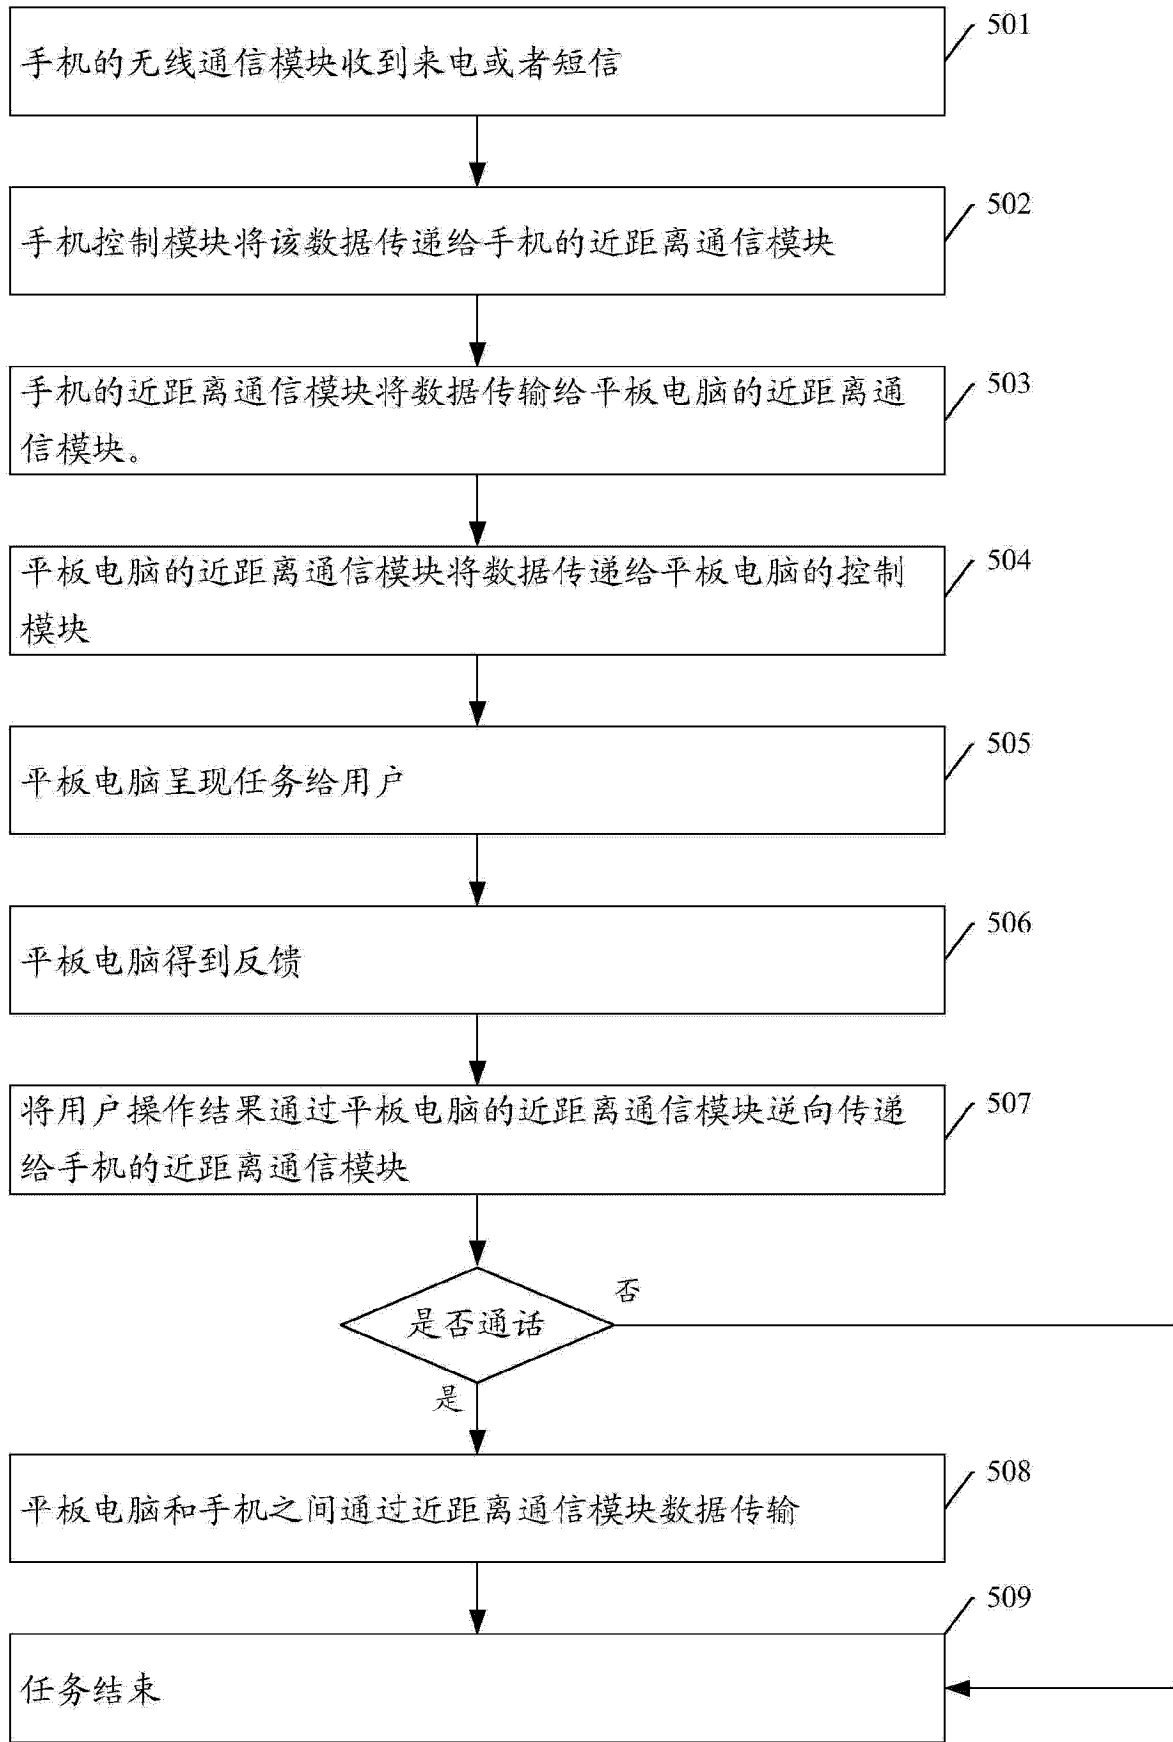 501
手机的无线通信模块收到来电或者短信
502
手机控制模块将该数据传递给手机的近距离通信模块
503
手机的近距离通信模块将数据传输给平板电脑的近距离通
信模块。
504
平板电脑的近距离通信模块将数据传递给平板电脑的控制
模块
505
平板电脑呈现任务给用户
506
平板电脑得到反馈
507
将用户操作结果通过平板电脑的近距离通信模块逆向传递
给手机的近距离通信模块
否
是否通话
是
508
平板电脑和手机之间通过近距离通信模块数据传输
509
任务结束